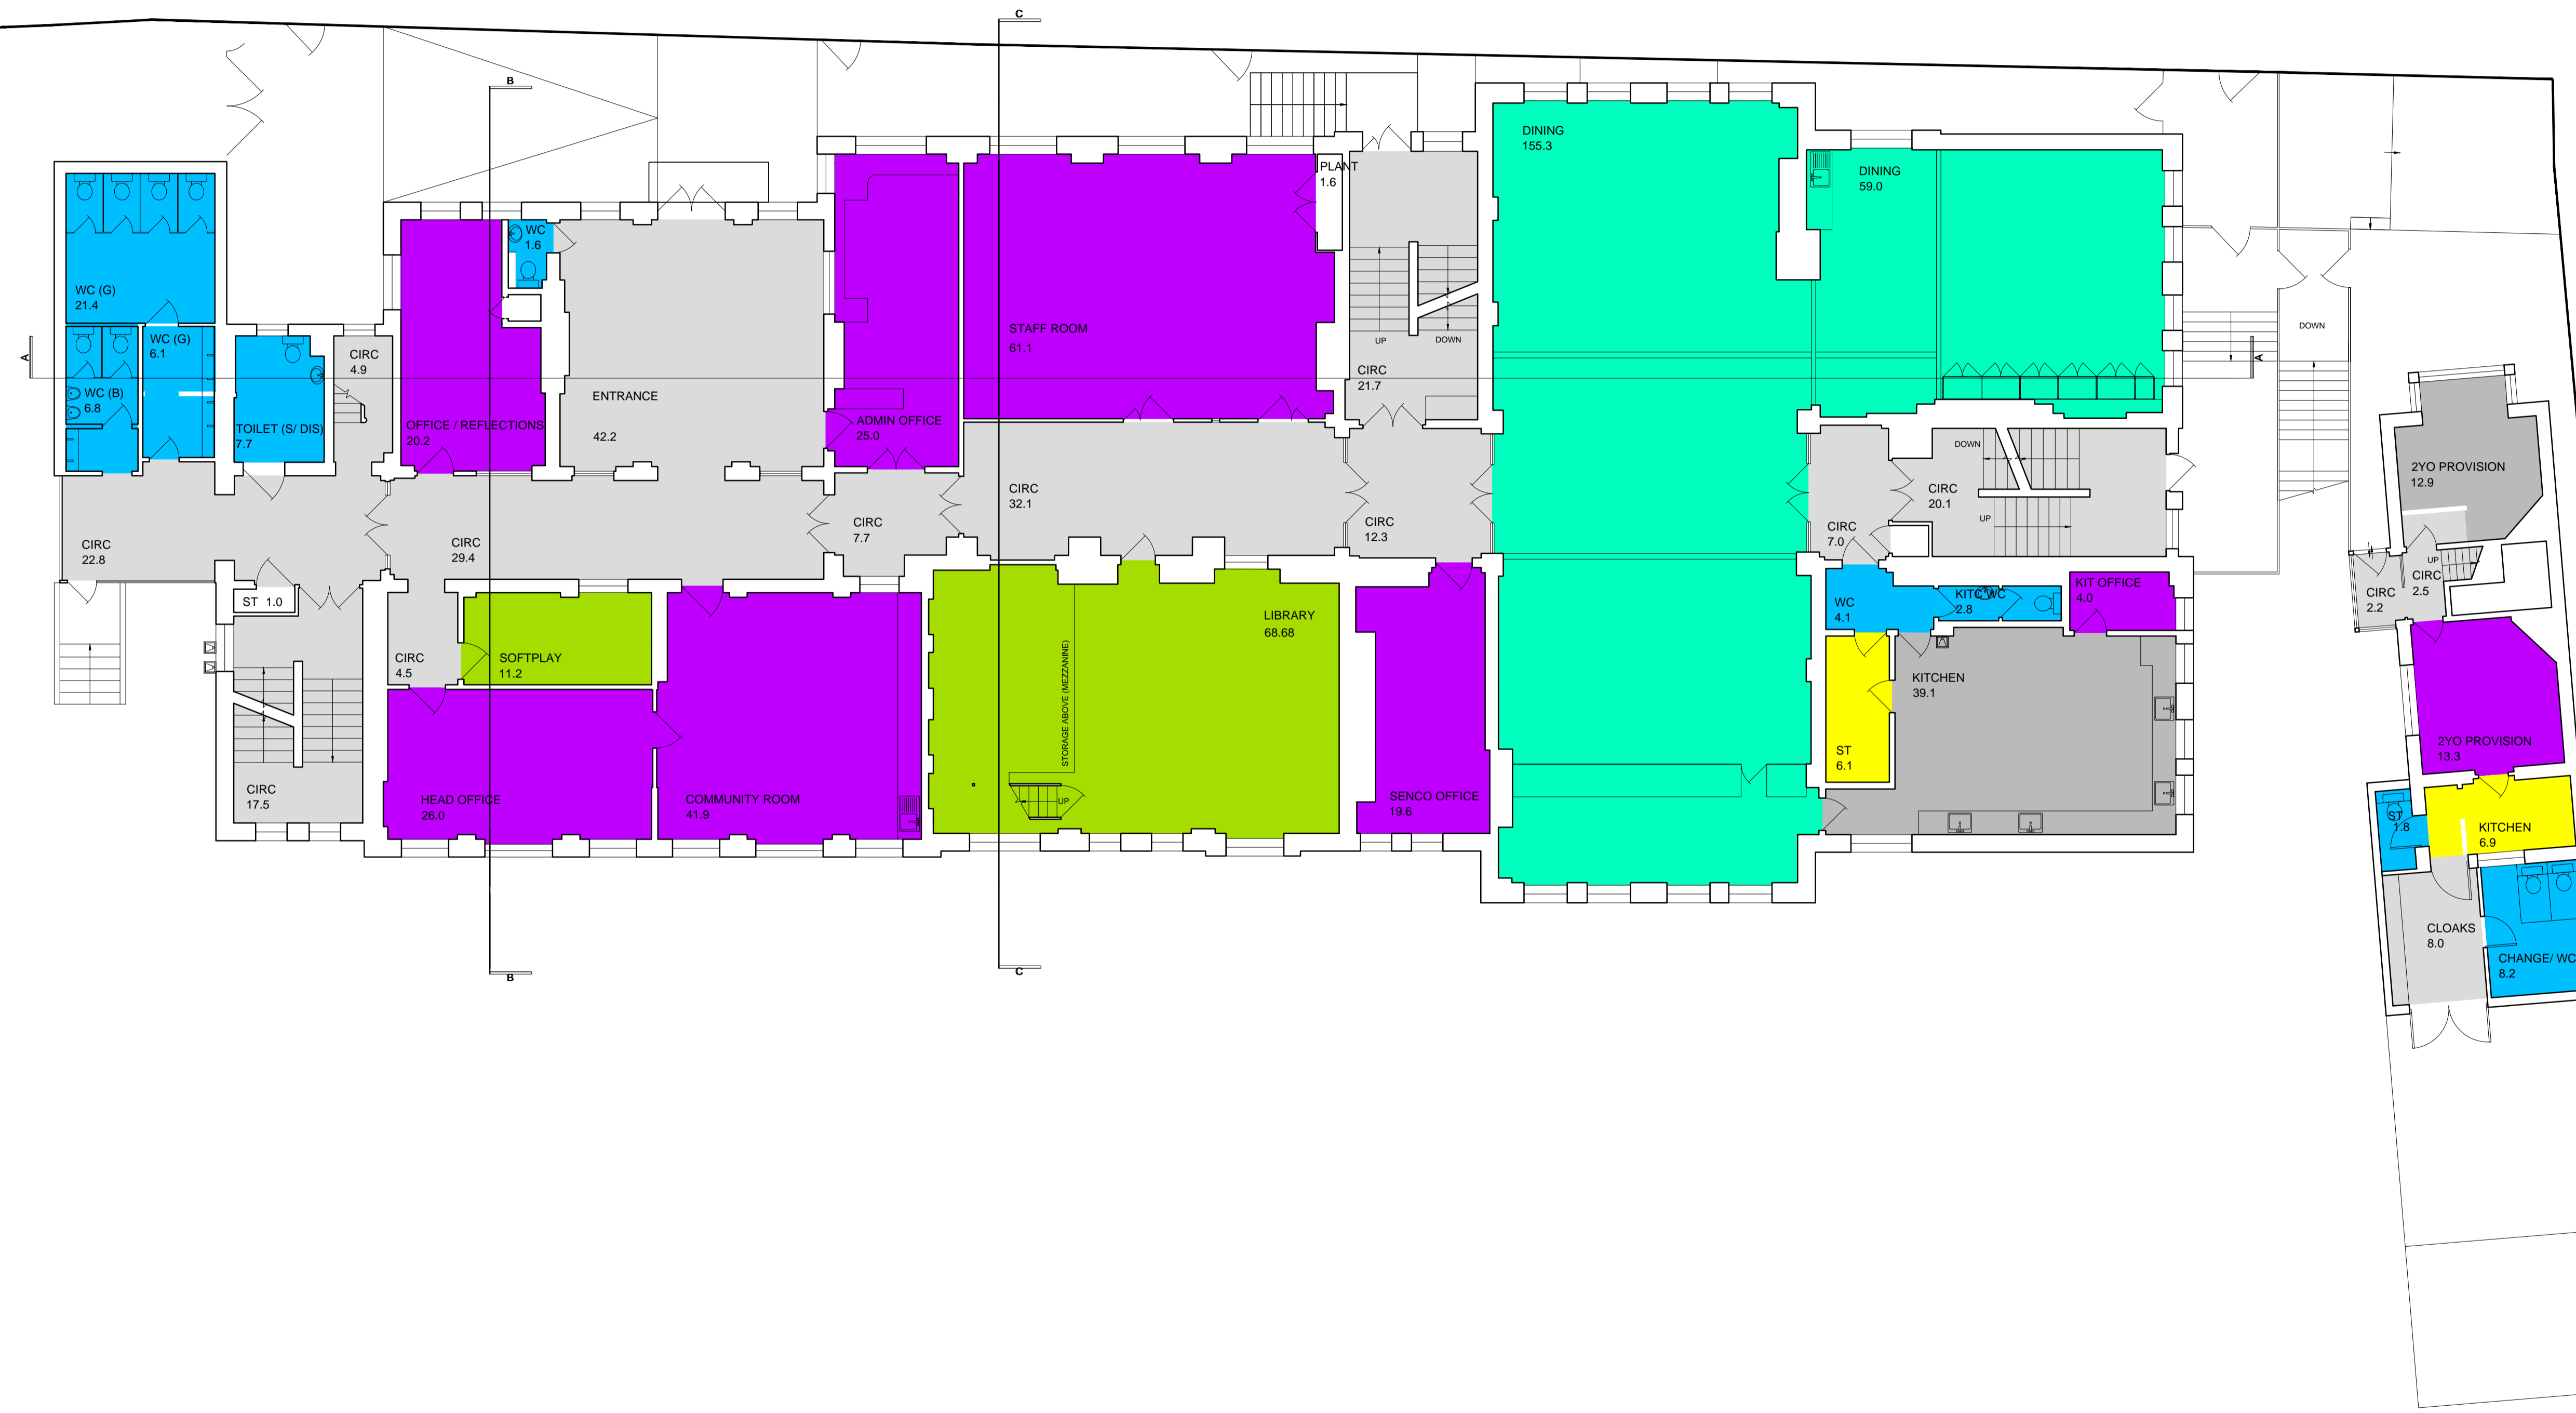 C
B
DINING
155.3
PLANT
1.6
DINING
59.0
WC
1.6
WC (G)
21.4
STAFF ROOM
61.1
DOWN
WC (G)
6.1
UP
DOWN
CIRC
4.9
A
A
CIRC
21.7
WC (B)
6.8
ENTRANCE
42.2
TOILET (S/ DIS)
7.7
OFFICE / REFLECTIONS
20.2
ADMIN OFFICE
25.0
DOWN
2YO PROVISION
12.9
CIRC
32.1
CIRC
20.1
UP
CIRC
7.7
CIRC
12.3
CIRC
7.0
CIRC
22.8
CIRC
29.4
UP
CIRC
2.5
CIRC
2.2
ST 1.0
WC
4.1
KITC WC
2.8
KIT OFFICE
4.0
LIBRARY
68.68
STORAGE ABOVE (MEZZANINE)
CIRC
4.5
SOFTPLAY
11.2
KITCHEN
39.1
2YO PROVISION
13.3
ST
6.1
CIRC
17.5
HEAD OFFICE
26.0
COMMUNITY ROOM
41.9
UP
SENCO OFFICE
19.6
ST
1.8
KITCHEN
6.9
CLOAKS
8.0
CHANGE/ WC
8.2
B
C